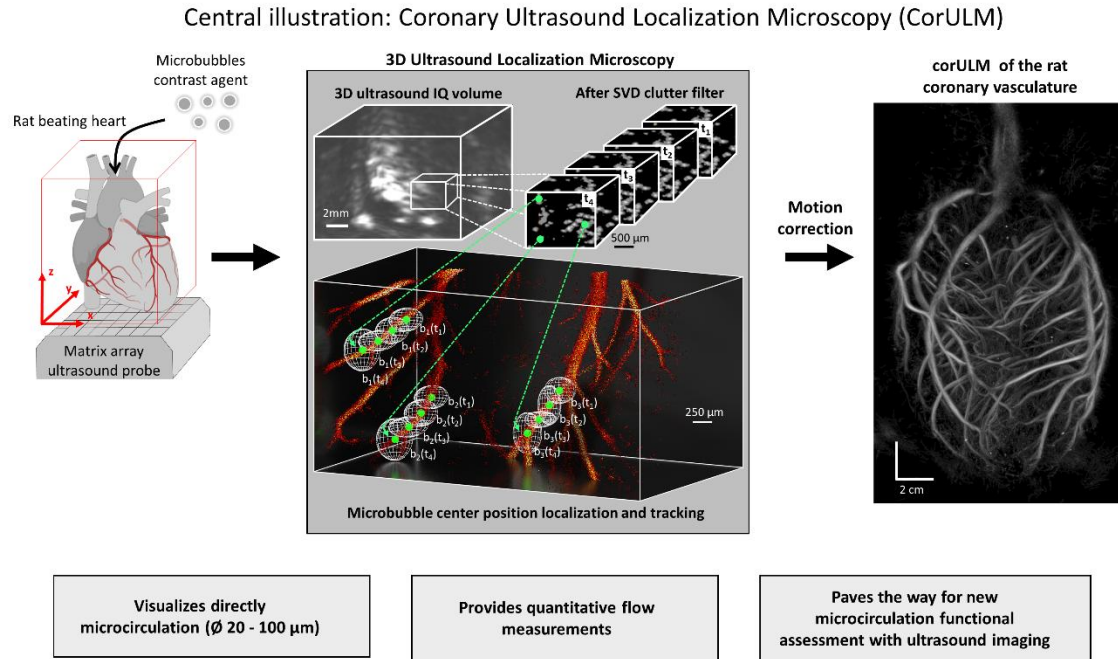 Central illustration: Coronary Ultrasound Localization Microscopy (CorULM)
Microbubbles
contrast agent
Rat beating heart
z
y
x
Matrix array
ultrasound probe
3D Ultrasound Localization Microscopy
3D ultrasound IQ volume
After SVD clutter filter
2mm
t1
t2
t3
t4
500 µm
b1(t1)
b1(t2)
b1(t3)
b1(t4)
b2(t1)
b2(t2)
b2(t3)
b2(t4)
b3(t1)
b3(t2)
b3(t3)
b3(t4)
250 µm
Microbubble center position localization and tracking
Motion
correction
corULM of the rat
coronary vasculature
2 cm
Visualizes directly
microcirculation (Ø 20 - 100 µm)
Provides quantitative flow
measurements
Paves the way for new
microcirculation functional
assessment with ultrasound imaging